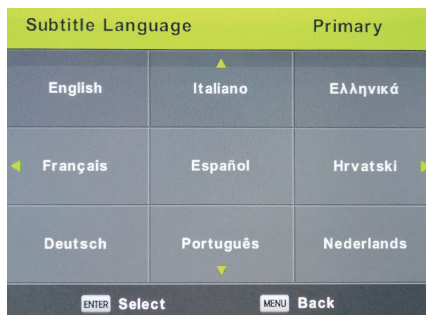 Subtitle Language Primary
English Italiano Ελληνικά
Français Español Hrvatski
Deutsch Português Nederlands
ENTER Select MENU Back